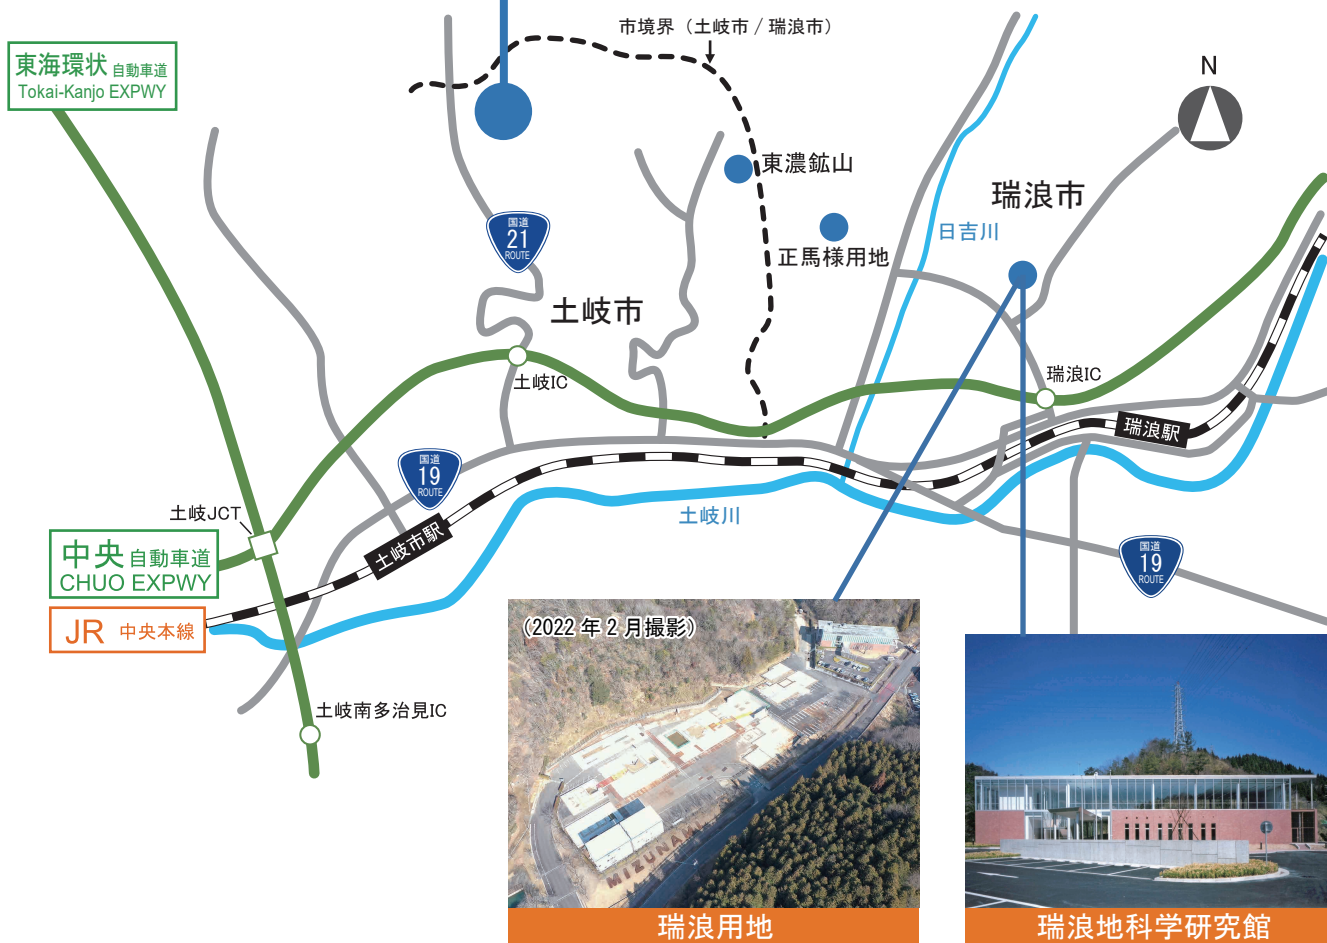 市境界（土岐市 / 瑞浪市）
東海環状 自動車道
Tokai-Kanjo EXPWY
N
東濃鉱山
瑞浪市
国道
21
ROUTE
日吉川
正馬様用地
土岐市
土岐IC
瑞浪IC
瑞浪駅
国道
19
ROUTE
土岐JCT
土岐川
土岐市駅
中央 自動車道
CHUO EXPWY
国道
19
ROUTE
JR 中央本線
土岐南多治見IC
（2022 年 2 月撮影）
瑞浪用地
瑞浪地科学研究館